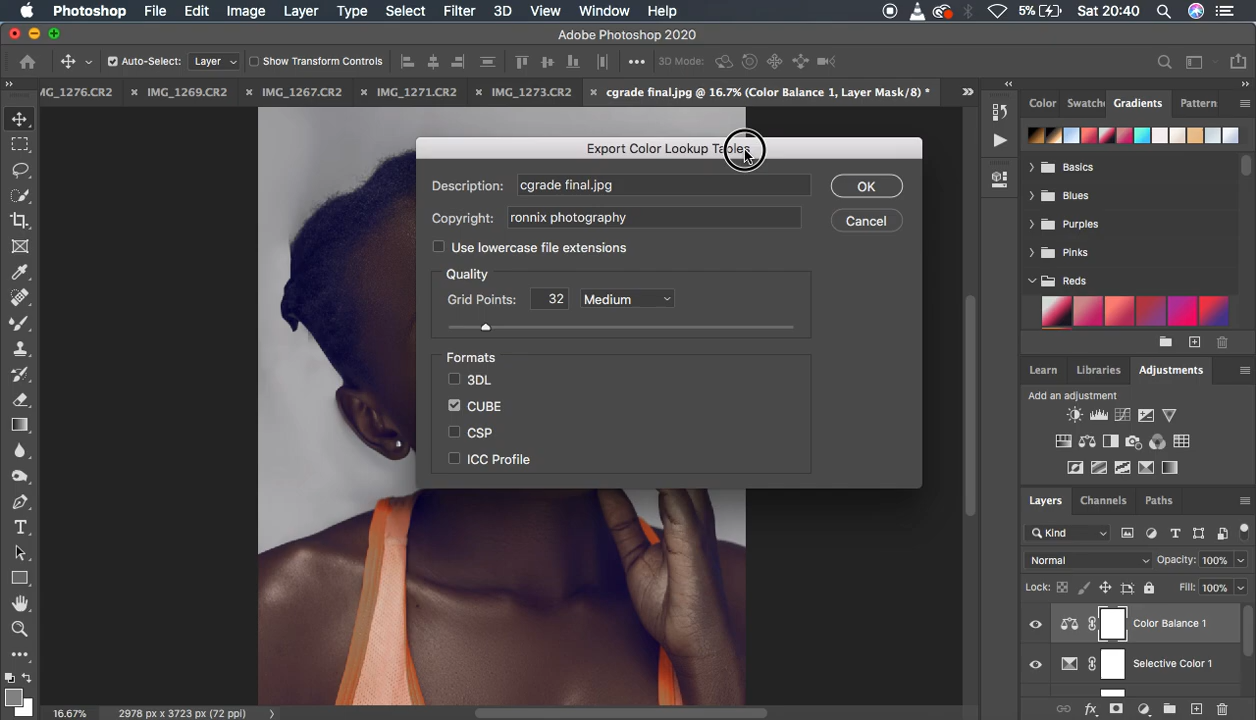 Photoshop File Edit Image Layer Type Select Filter 3D View Window Help 5% Sat 20:40
Adobe Photoshop 2020
Auto-Select: Layer Show Transform Controls 3D Mode:
MG_1276.CR2 IMG_1269.CR2 IMG_1267.CR2 IMG_1271.CR2 IMG_1273.CR2 cgrade final.jpg @ 16.7% (Color Balance 1, Layer Mask/8) *
Color Swatche Gradients Pattern
Export Color Lookup Tables
Description: cgrade final.jpg OK
Copyright: ronnix photography Cancel
Use lowercase file extensions
Quality
Grid Points: 32 Medium
Formats
3DL
CUBE
CSP
ICC Profile
Basics
Blues
Purples
Pinks
Reds
Learn Libraries Adjustments
Add an adjustment
Layers Channels Paths
Kind
Normal Opacity: 100%
Lock: Fill: 100%
Color Balance 1
Selective Color 1
16.67% 2978 px x 3723 px (72 ppi)